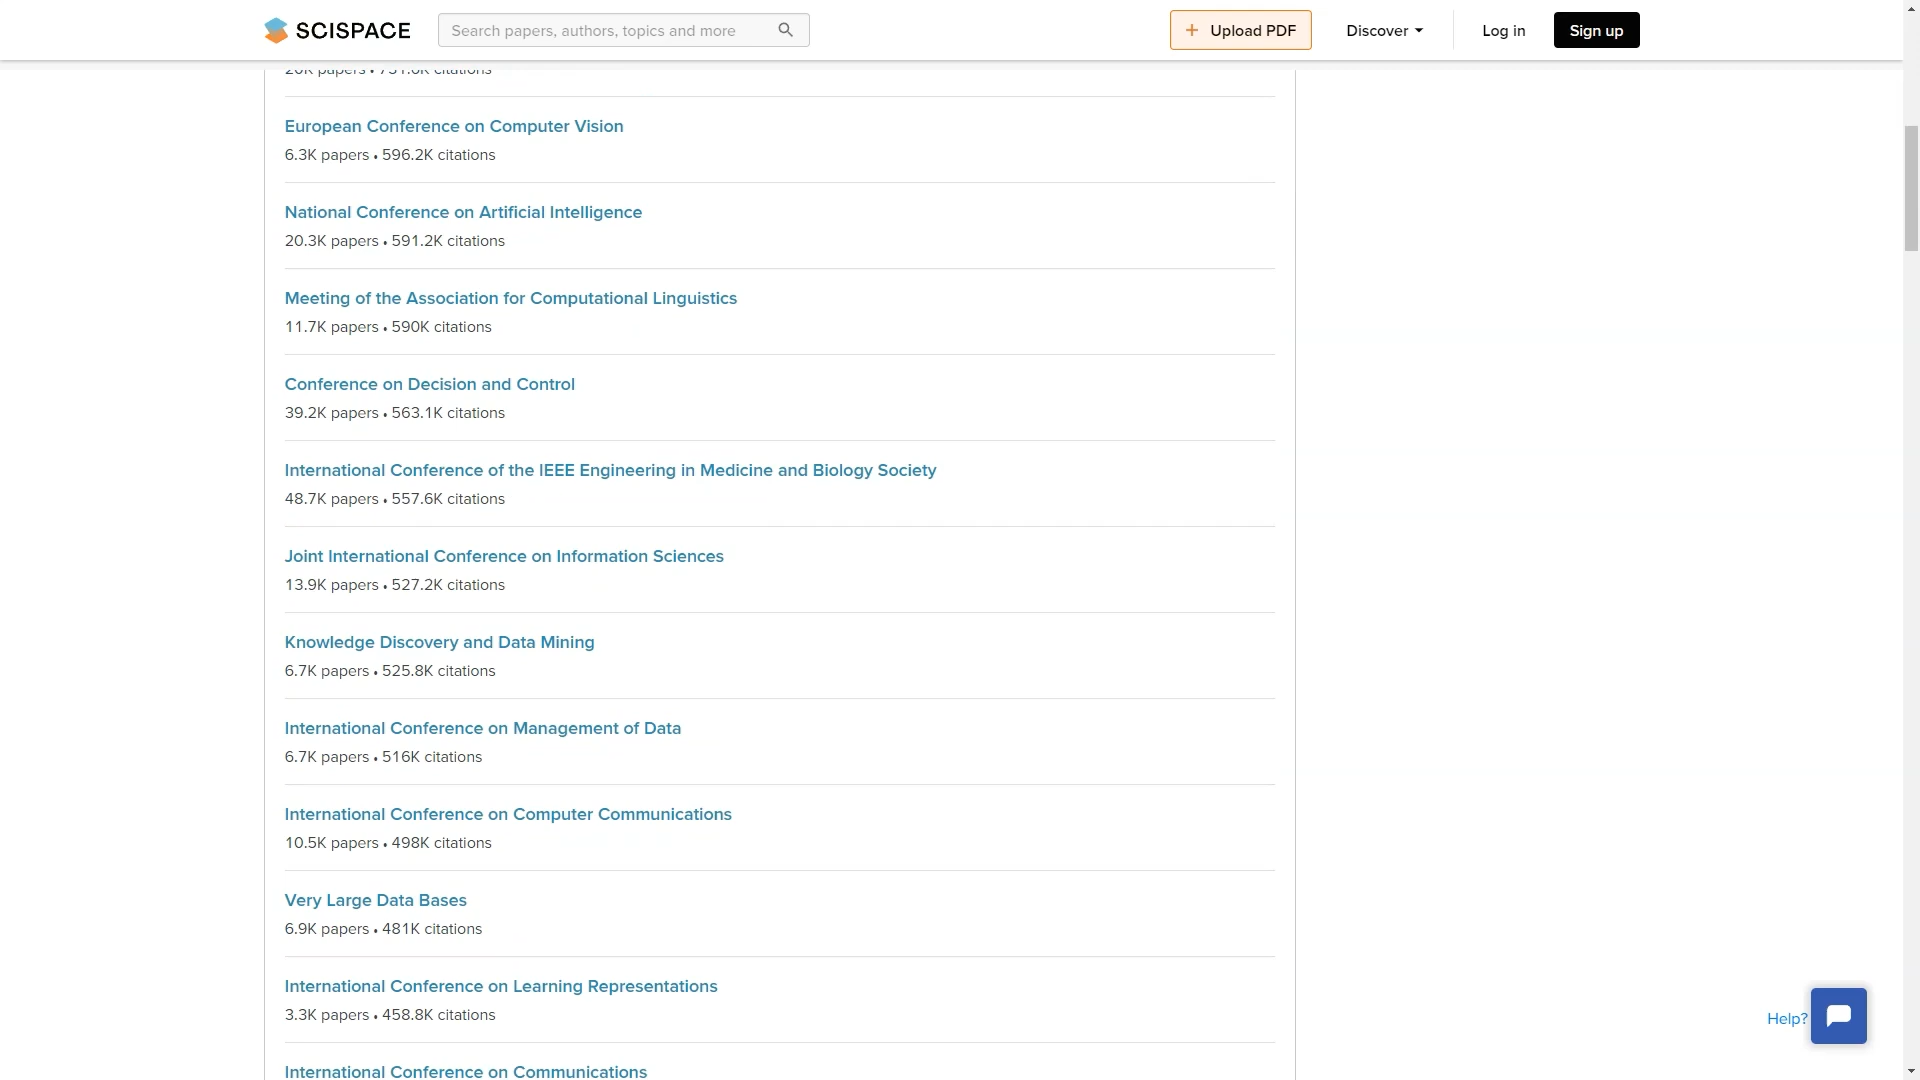 SCISPACE
Search papers, authors, topics and more
Upload PDF
Discover
Log in
Sign up
European Conference on Computer Vision
6.3K papers • 596.2K citations
National Conference on Artificial Intelligence
20.3K papers • 591.2K citations
Meeting of the Association for Computational Linguistics
11.7K papers • 590K citations
Conference on Decision and Control
39.2K papers • 563.1K citations
International Conference of the IEEE Engineering in Medicine and Biology Society
48.7K papers • 557.6K citations
Joint International Conference on Information Sciences
13.9K papers • 527.2K citations
Knowledge Discovery and Data Mining
6.7K papers • 525.8K citations
International Conference on Management of Data
6.7K papers • 516K citations
International Conference on Computer Communications
10.5K papers • 498K citations
Very Large Data Bases
6.9K papers • 481K citations
International Conference on Learning Representations
3.3K papers • 458.8K citations
Help?
International Conference on Communications